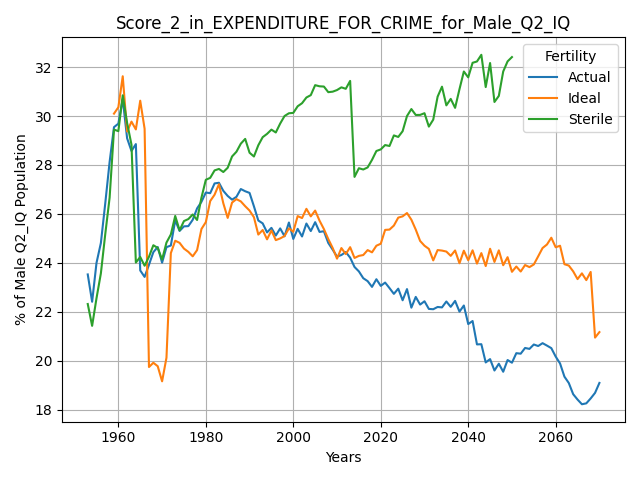 Score_2_in_EXPENDITURE_FOR_CRIME_for_Male_Q2_IQ
Fertility
Actual
Ideal
Sterile
% of Male Q2_IQ Population
32
30
28
26
24
22
20
18
1960
1980
2000
2020
2040
2060
Years